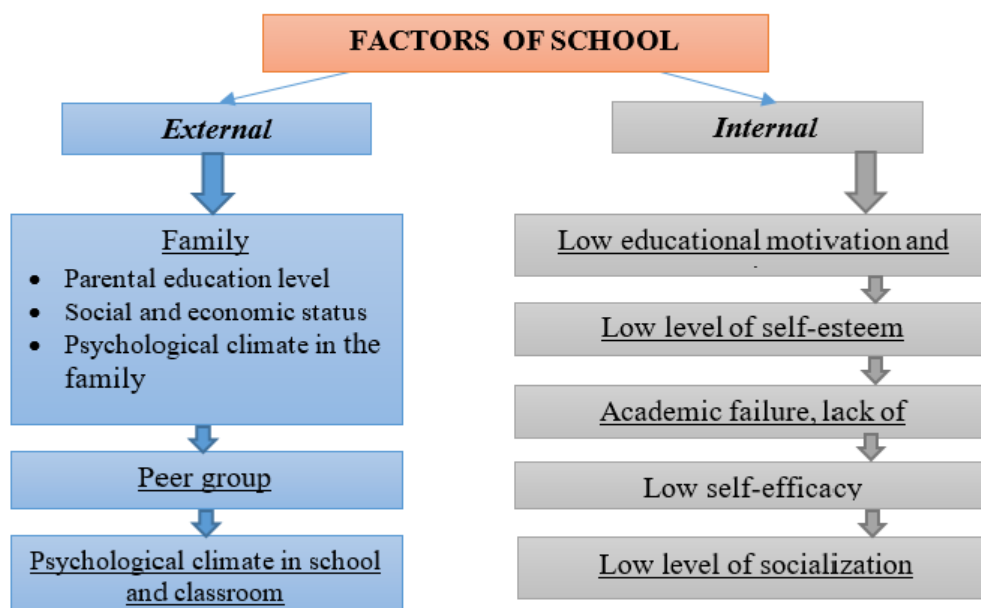 FACTORS OF SCHOOL
External
Family
• Parental education level
• Social and economic status
• Psychological climate in the
family
Peer group
Psychological climate in school
and classroom
Internal
Low educational motivation and
Low level of self-esteem
Academic failure, lack of
Low self-efficacy
Low level of socialization